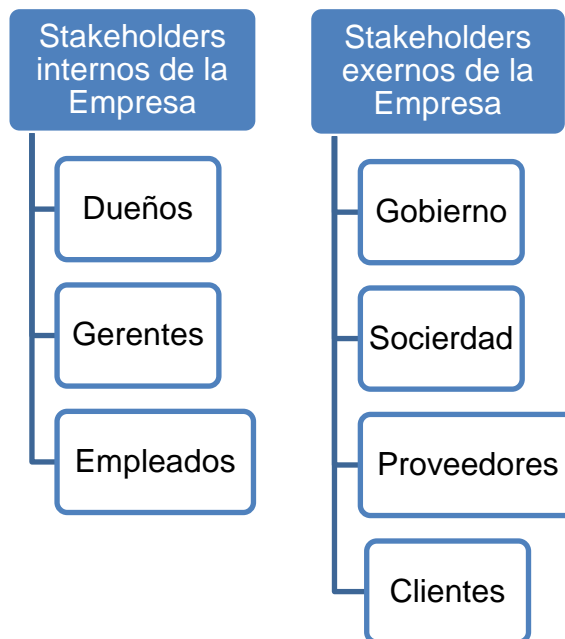 Stakeholders
internos de la
Empresa
Dueños
Gerentes
Empleados
Stakeholders
exernos de la
Empresa
Gobierno
Socierdad
Proveedores
Clientes